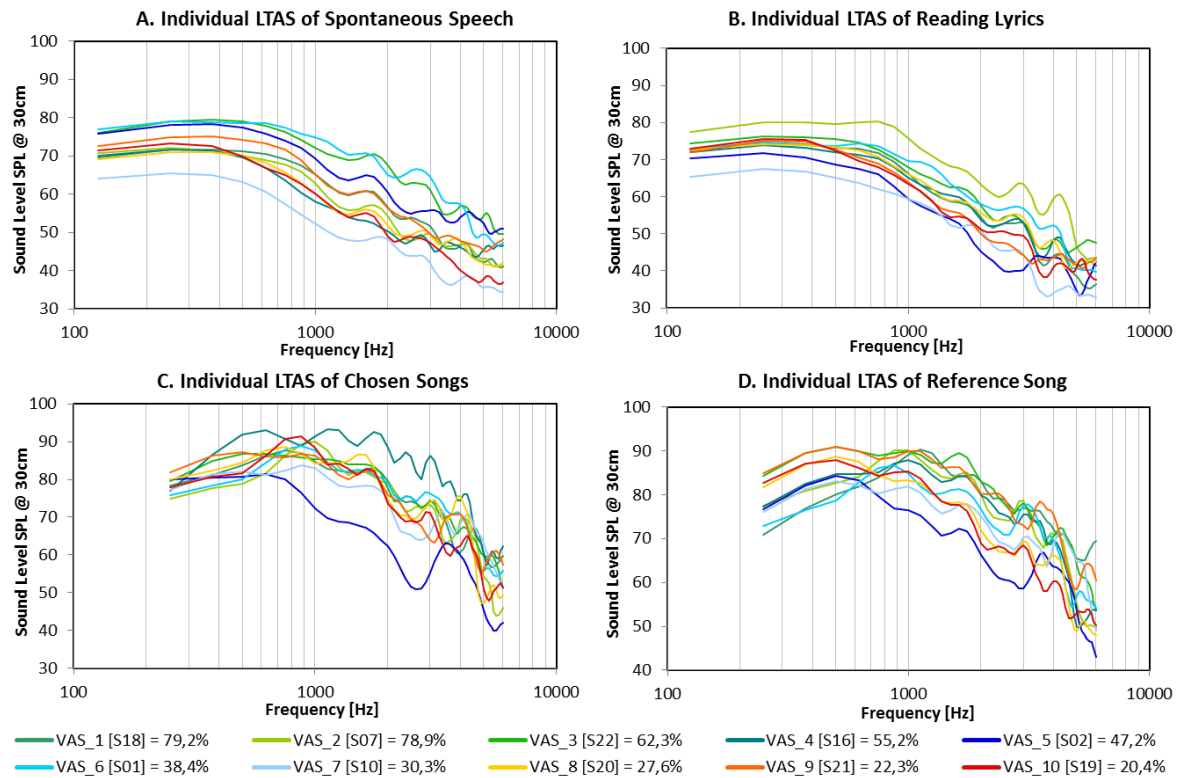 A. Individual LTAS of Spontaneous Speech
100
90
80
70
60
50
40
30
Sound Level SPL @ 30cm
100 1000 10000
Frequency [Hz]
B. Individual LTAS of Reading Lyrics
100
90
80
70
60
50
40
30
Sound Level SPL @ 30cm
100 1000 10000
Frequency [Hz]
C. Individual LTAS of Chosen Songs
100
90
80
70
60
50
40
30
Sound Level SPL @ 30cm
100 1000 10000
Frequency [Hz]
D. Individual LTAS of Reference Song
100
90
80
70
60
50
40
Sound Level SPL @ 30cm
100 1000 10000
Frequency [Hz]
VAS_1 [S18] = 79,2% VAS_2 [S07] = 78,9% VAS_3 [S22] = 62,3% VAS_4 [S16] = 55,2% VAS_5 [S02] = 47,2%
VAS_6 [S01] = 38,4% VAS_7 [S10] = 30,3% VAS_8 [S20] = 27,6% VAS_9 [S21] = 22,3% VAS_10 [S19] = 20,4%